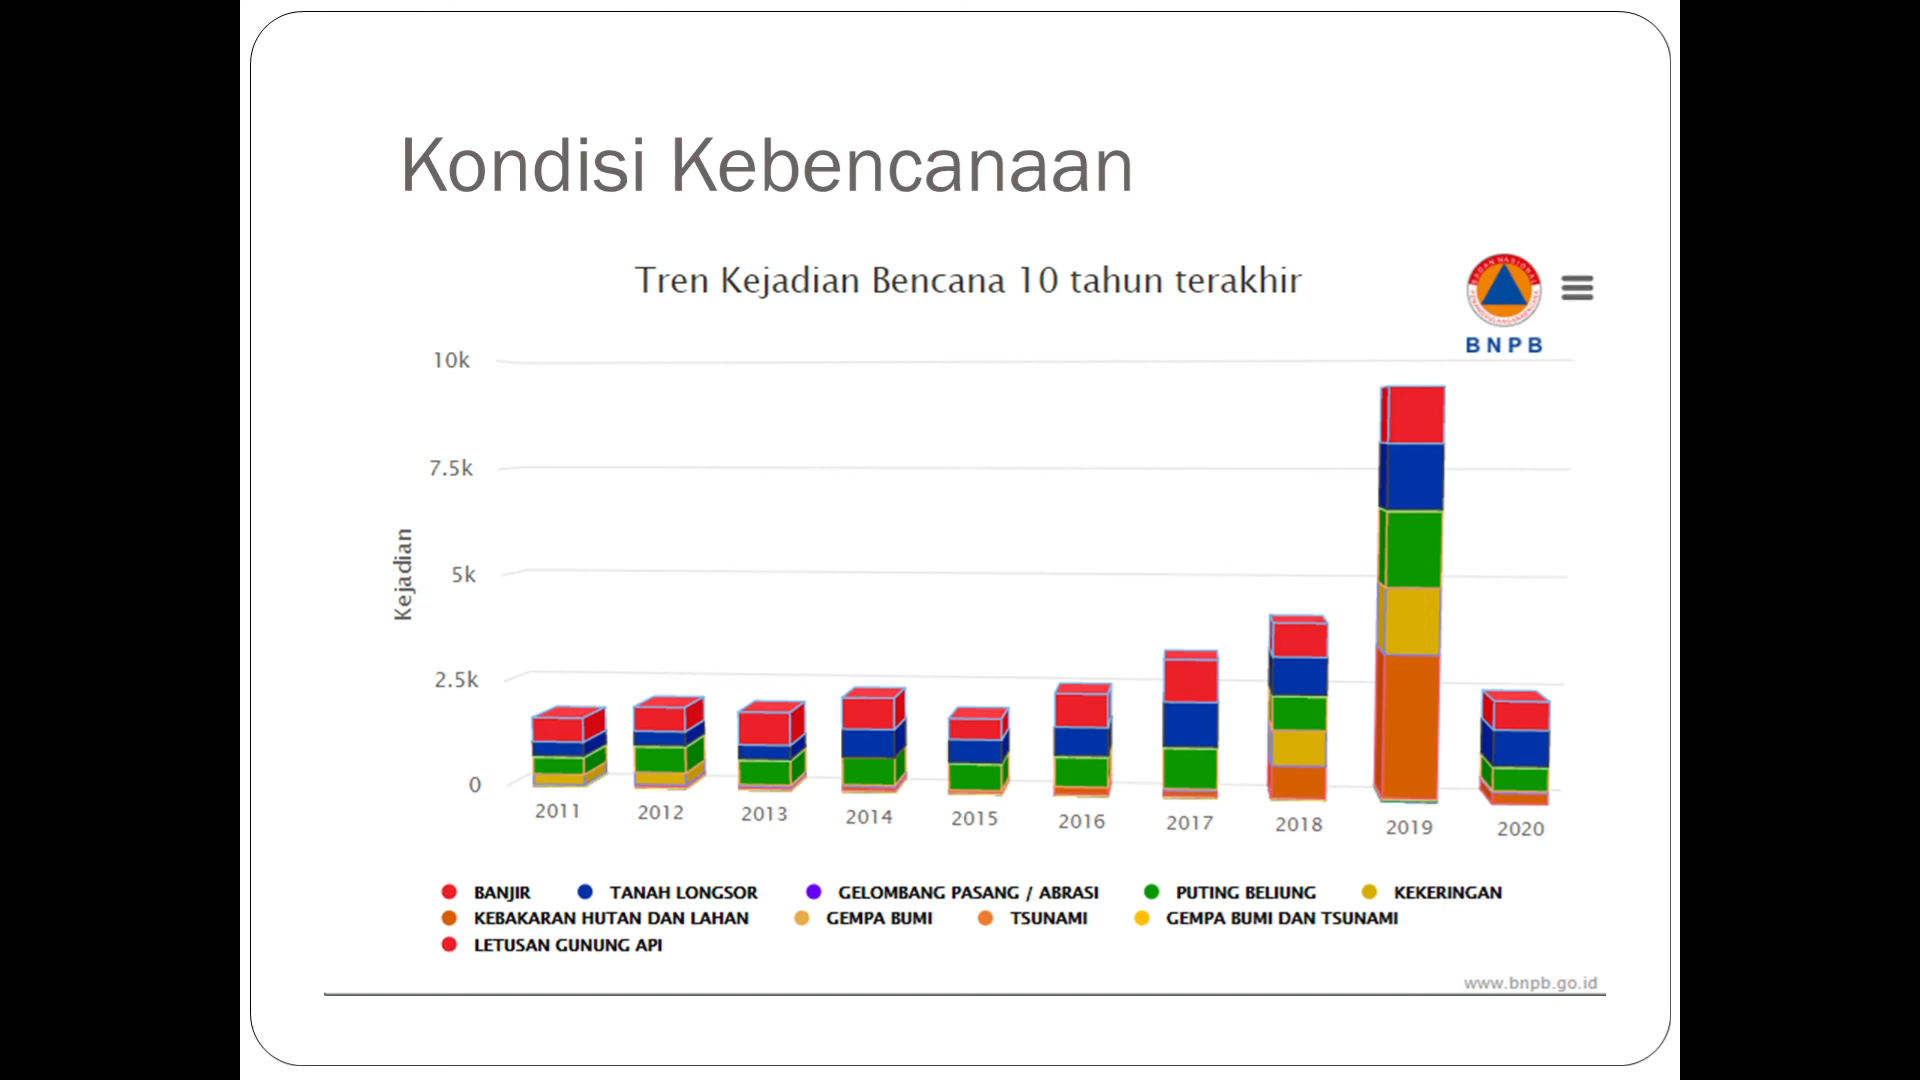 Kondisi Kebencanaan
Tren Kejadian Bencana 10 tahun terakhir
BNPB
10k
7.5k
5k
2.5k
0
Kejadian
2011 2012 2013 2014 2015 2016 2017 2018 2019 2020
BANJIR TANAH LONGSOR GELOMBANG PASANG / ABRASI PUTING BELIUNG KEKERINGAN
KEBAKARAN HUTAN DAN LAHAN GEMPA BUMI TSUNAMI GEMPA BUMI DAN TSUNAMI
LETUSAN GUNUNG API
www.bnpb.go.id